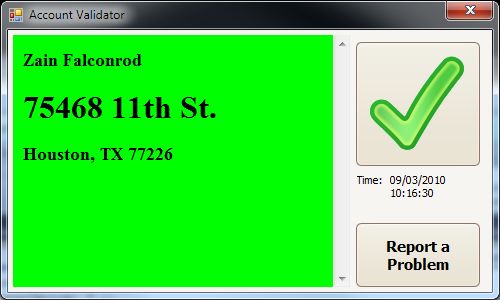 Account Validator
Zain Falconrod
75468 11th St.
Houston, TX 77226
Time: 09/03/2010
10:16:30
Report a
Problem